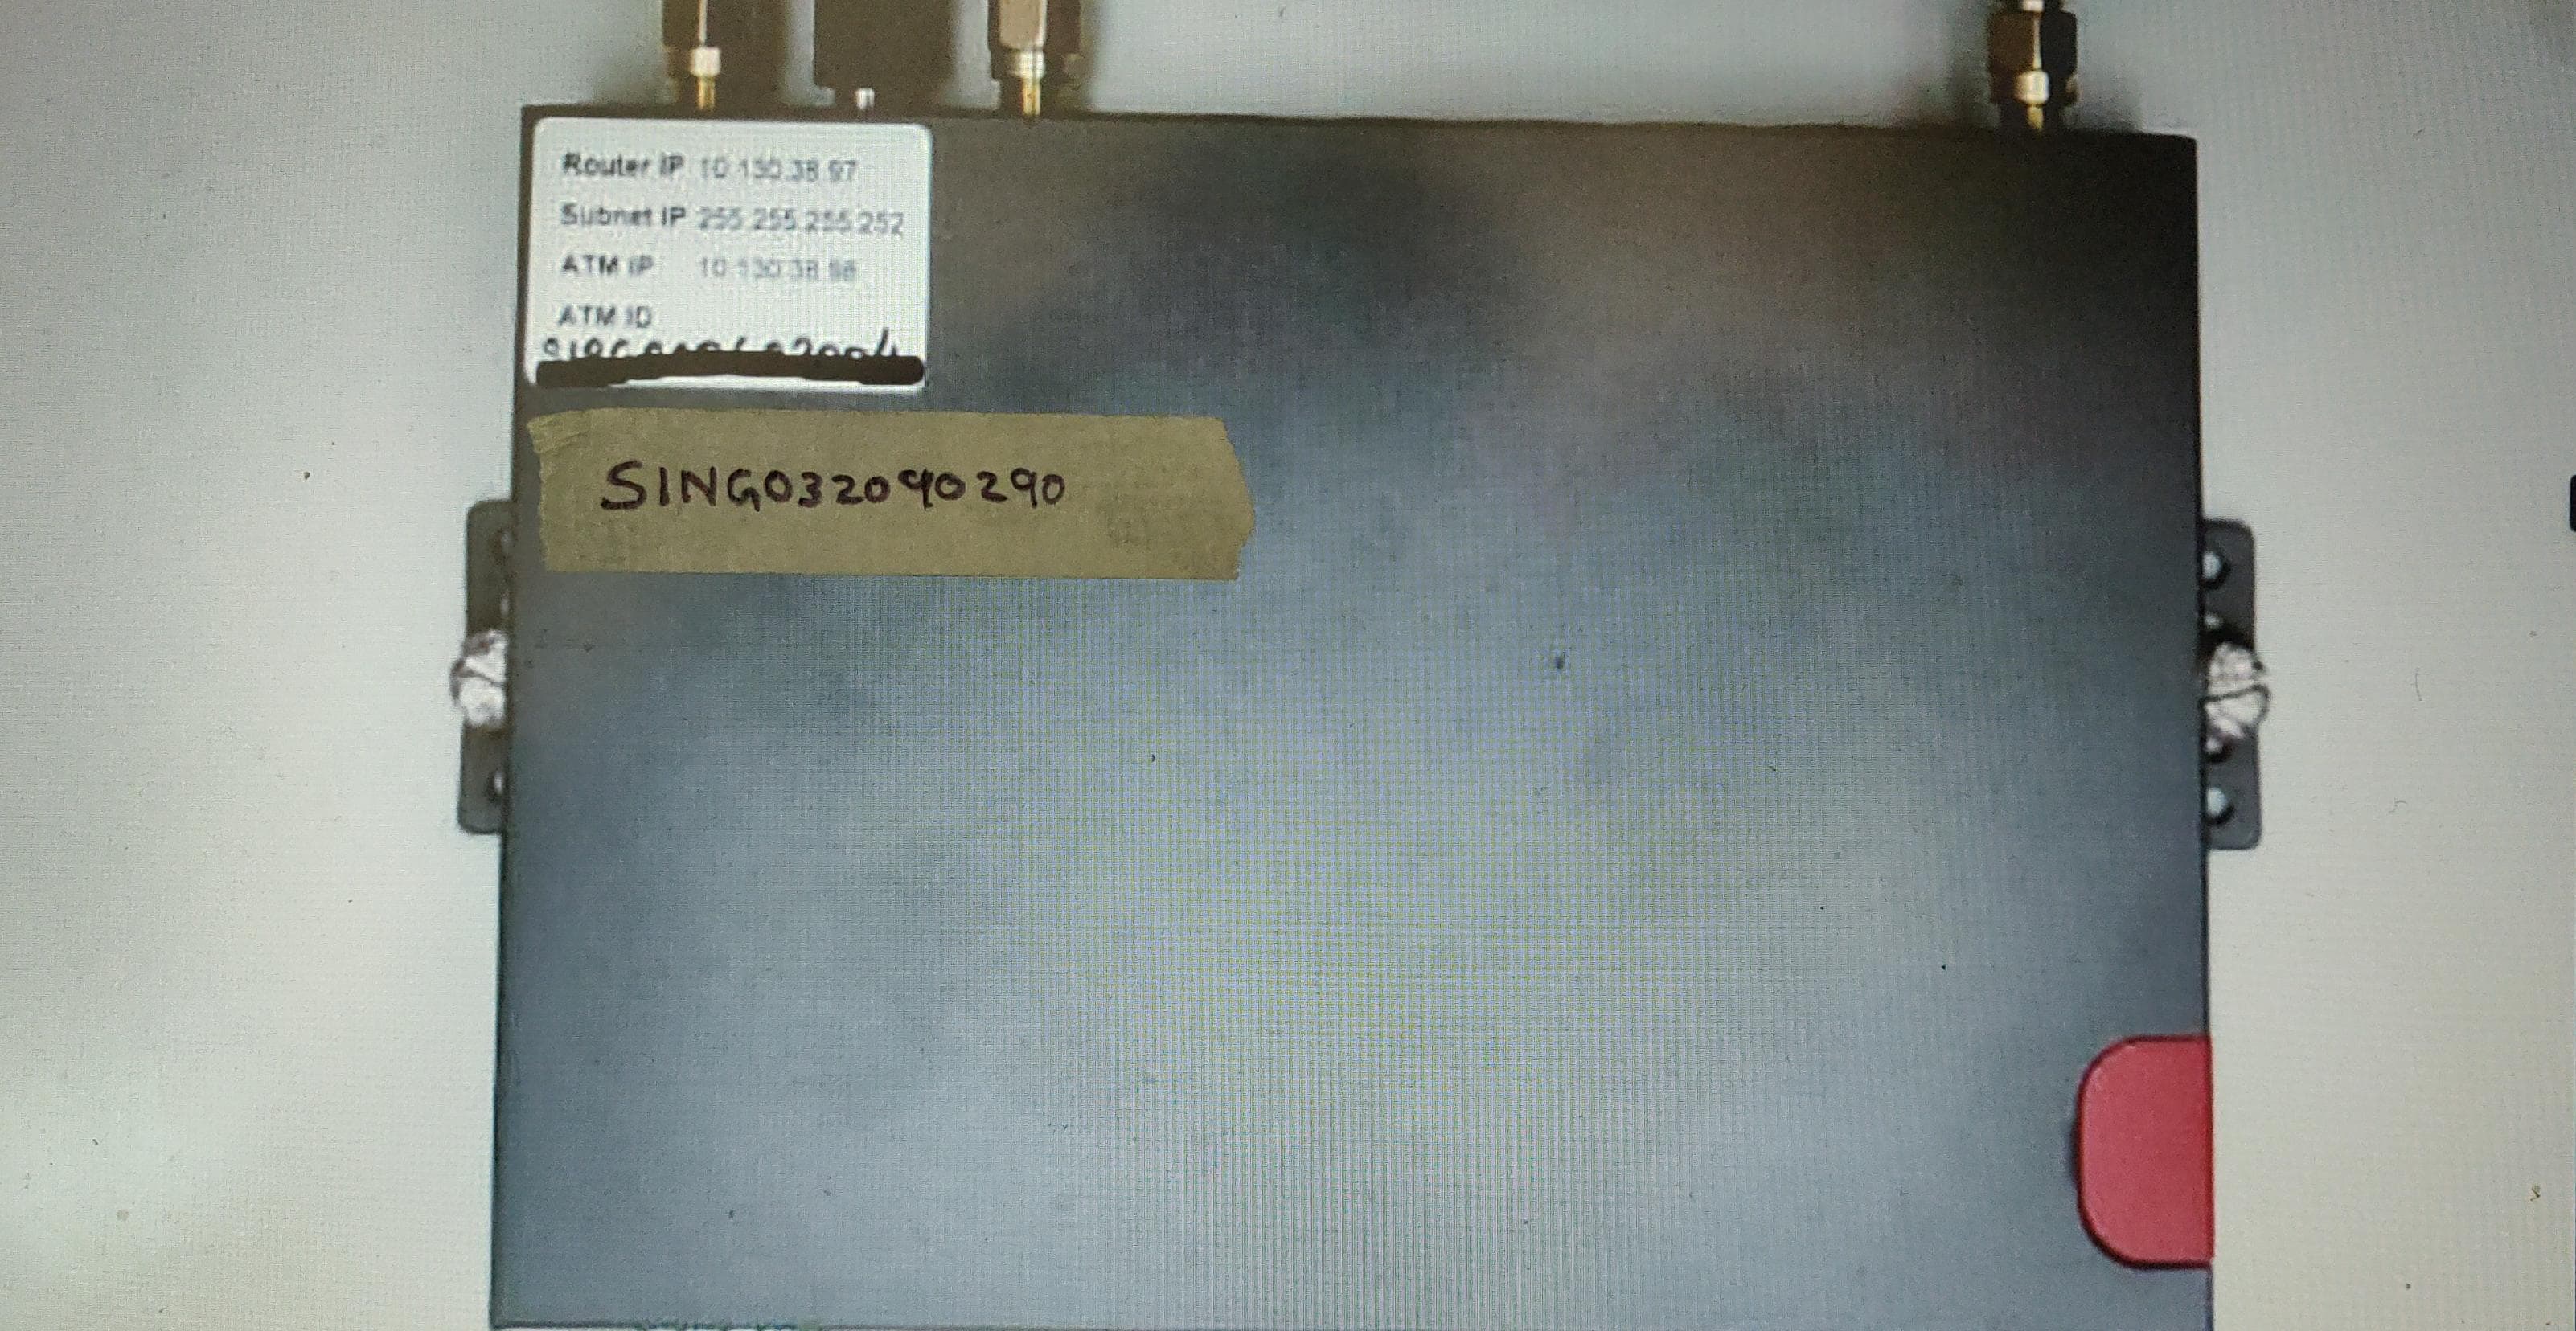 Router IP 10.130.38.97
Subnet IP 255.255.255.252
ATM IP 10.130.38.98
ATM ID
SING032090290